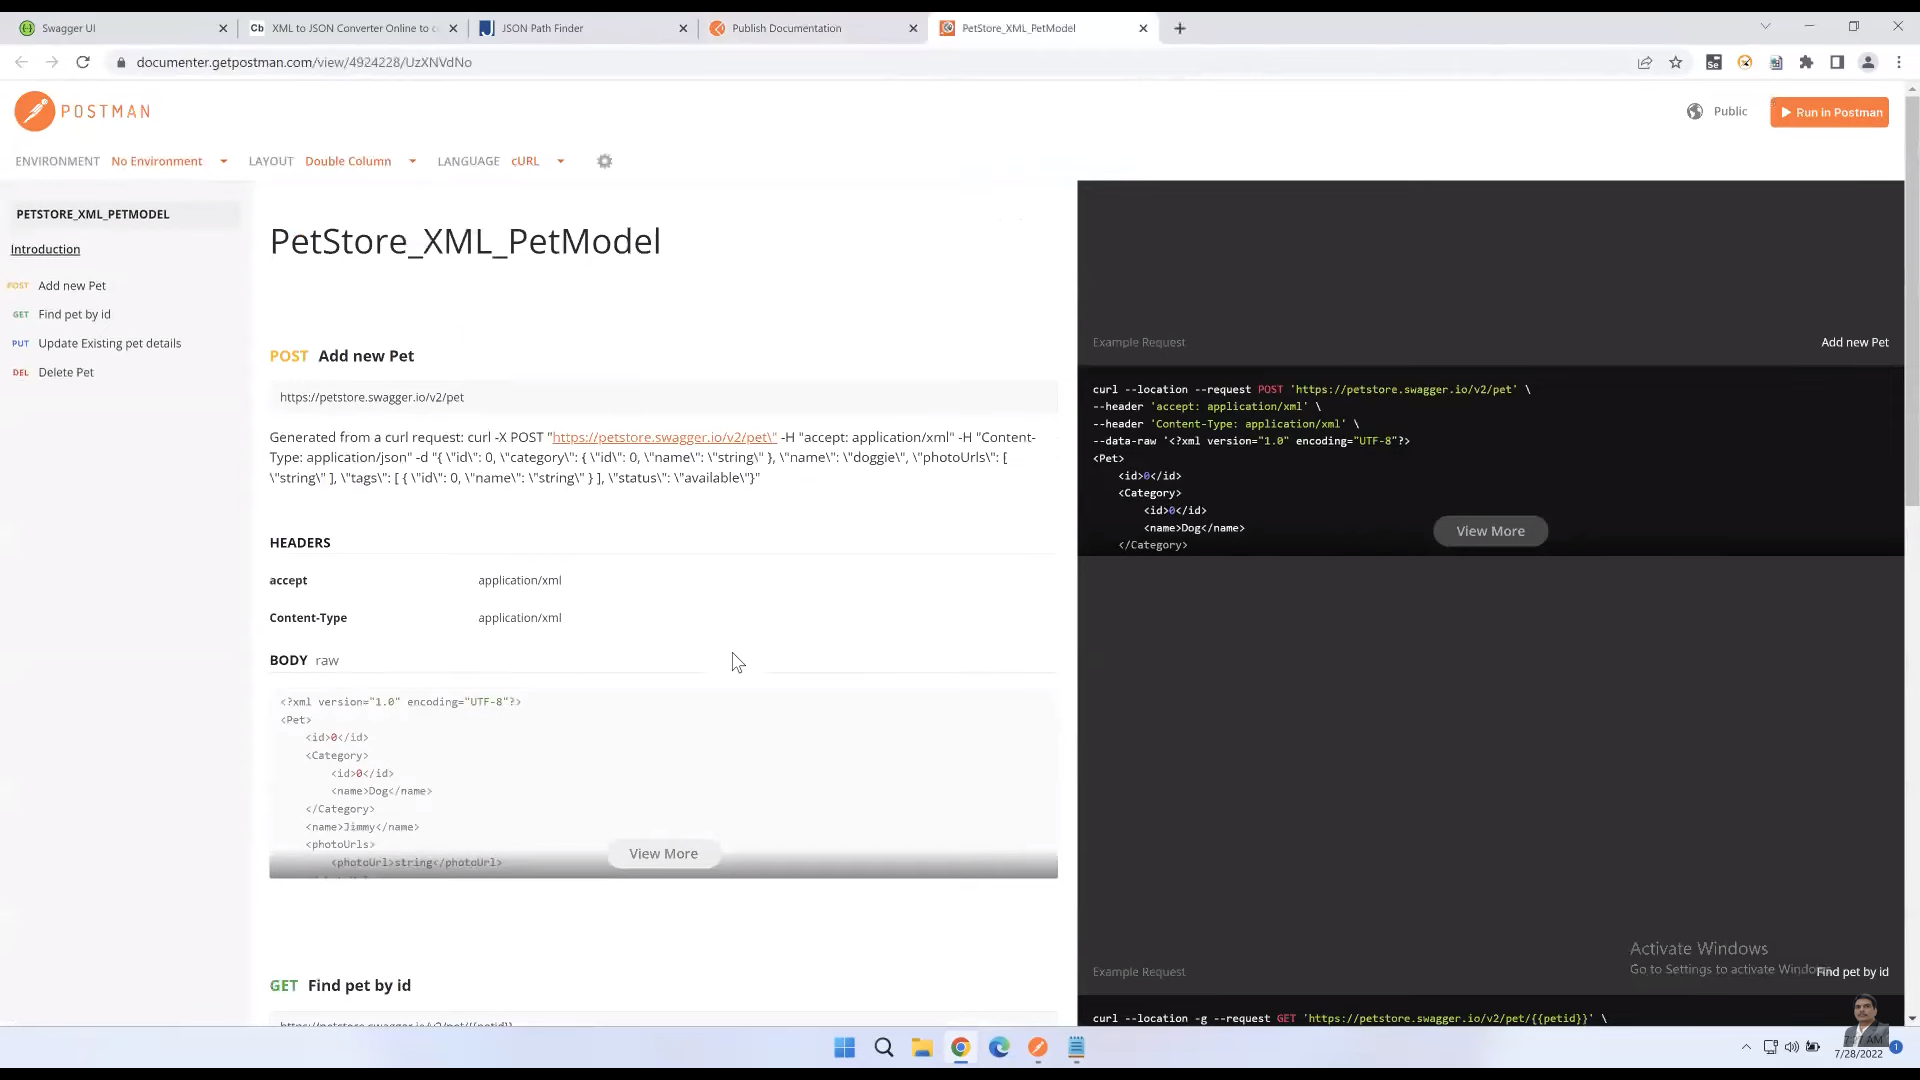 Swagger UI
Cb XML to JSON Converter Online to c
JSON Path Finder
Publish Documentation
PetStore_XML_PetModel
documenter.getpostman.com/view/4924228/UzXNVdNo
POSTMAN
Public
Run in Postman
ENVIRONMENT No Environment LAYOUT Double Column LANGUAGE cURL
PETSTORE_XML_PETMODEL
Introduction
POST Add new Pet
GET Find pet by id
PUT Update Existing pet details
DEL Delete Pet
PetStore_XML_PetModel
POST Add new Pet
https://petstore.swagger.io/v2/pet
Generated from a curl request: curl -X POST "https://petstore.swagger.io/v2/pet\" -H "accept: application/xml" -H "Content-
Type: application/json" -d "{ \"id\": 0, \"category\": { \"id\": 0, \"name\": \"string\" }, \"name\": \"doggie\", \"photoUrls\": [
\"string\" ], \"tags\": [ { \"id\": 0, \"name\": \"string\" } ], \"status\": \"available\"}"
HEADERS
accept application/xml
Content-Type application/xml
BODY raw
<?xml version="1.0" encoding="UTF-8"?>
<Pet>
<id>0</id>
<Category>
<id>0</id>
<name>Dog</name>
</Category>
<name>Jimmy</name>
<photoUrls>
<photoUrl>string</photoUrl>
View More
GET Find pet by id
https://petstore.swagger.io/v2/pet/{{petid}}
Example Request
Add new Pet
curl --location --request POST 'https://petstore.swagger.io/v2/pet' \
--header 'accept: application/xml' \
--header 'Content-Type: application/xml' \
--data-raw '<?xml version="1.0" encoding="UTF-8"?>
<Pet>
<id>0</id>
<Category>
<id>0</id>
<name>Dog</name>
</Category>
View More
Activate Windows
Go to Settings to activate Windows.
Example Request
Find pet by id
curl --location -g --request GET 'https://petstore.swagger.io/v2/pet/{{petid}}' \
7/28/2022
1